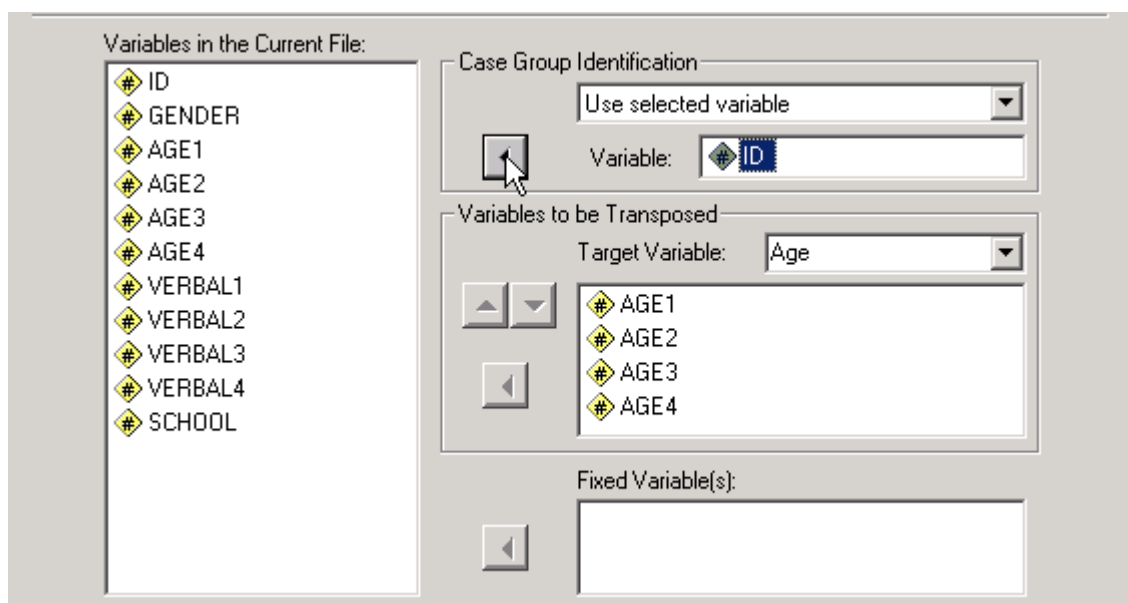 Variables in the Current File:
ID
GENDER
AGE1
AGE2
AGE3
AGE4
VERBAL1
VERBAL2
VERBAL3
VERBAL4
SCHOOL
Case Group Identification
Use selected variable
Variable: ID
Variables to be Transposed
Target Variable: Age
AGE1
AGE2
AGE3
AGE4
Fixed Variable(s):